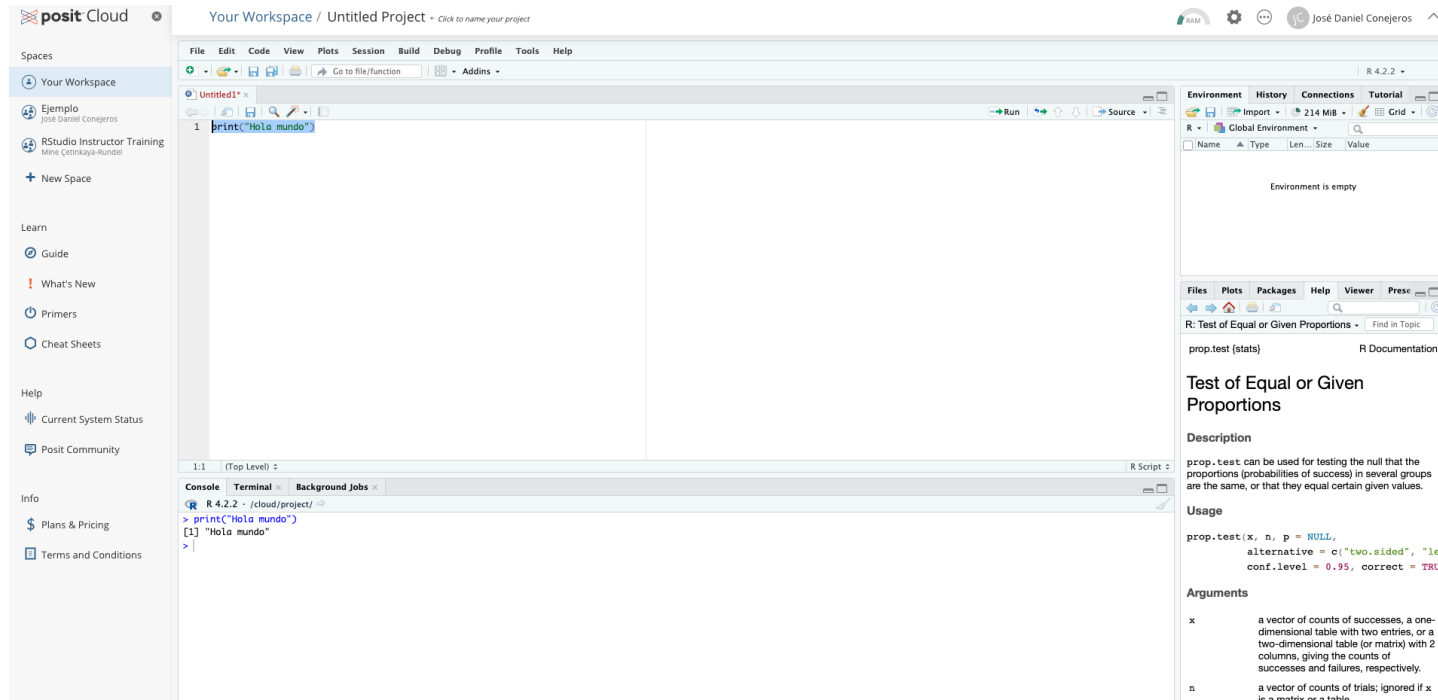 posit Cloud
Your Workspace / Untitled Project • Click to name your project
RAM
JC José Daniel Conejeros
Spaces
Your Workspace
Ejemplo
José Daniel Conejeros
RStudio Instructor Training
Mine Çetinkaya-Rundel
New Space
Learn
Guide
What's New
Primers
Cheat Sheets
Help
Current System Status
Posit Community
Info
Plans & Pricing
Terms and Conditions
File Edit Code View Plots Session Build Debug Profile Tools Help
Go to file/function Addins
R 4.2.2
Untitled1*
Run Source
1 print("Hola mundo")
1:1 (Top Level) R Script
Console Terminal Background Jobs
R 4.2.2 · /cloud/project/
> print("Hola mundo")
[1] "Hola mundo"
>
Environment History Connections Tutorial
Import 214 MiB Grid
R Global Environment
Name Type Len... Size Value
Environment is empty
Files Plots Packages Help Viewer Prese
R: Test of Equal or Given Proportions Find in Topic
prop.test {stats} R Documentation
Test of Equal or Given
Proportions
Description
prop.test can be used for testing the null that the
proportions (probabilities of success) in several groups
are the same, or that they equal certain given values.
Usage
prop.test(x, n, p = NULL,
alternative = c("two.sided", "le
conf.level = 0.95, correct = TRU
Arguments
x a vector of counts of successes, a one-
dimensional table with two entries, or a
two-dimensional table (or matrix) with 2
columns, giving the counts of
successes and failures, respectively.
n a vector of counts of trials; ignored if x
is a matrix or a table.